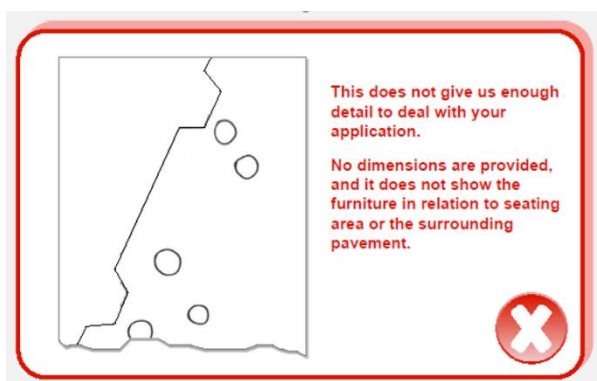 This does not give us enough
detail to deal with your
application.
No dimensions are provided,
and it does not show the
furniture in relation to seating
area or the surrounding
pavement.